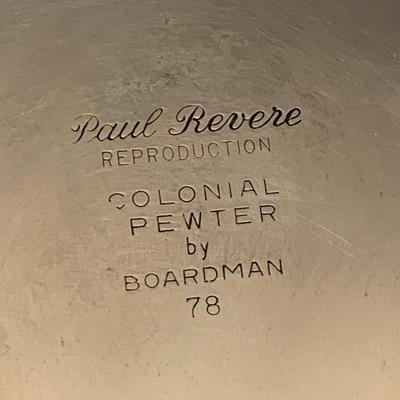 Paul Revere
REPRODUCTION
COLONIAL
PEWTER
by
BOARDMAN
78